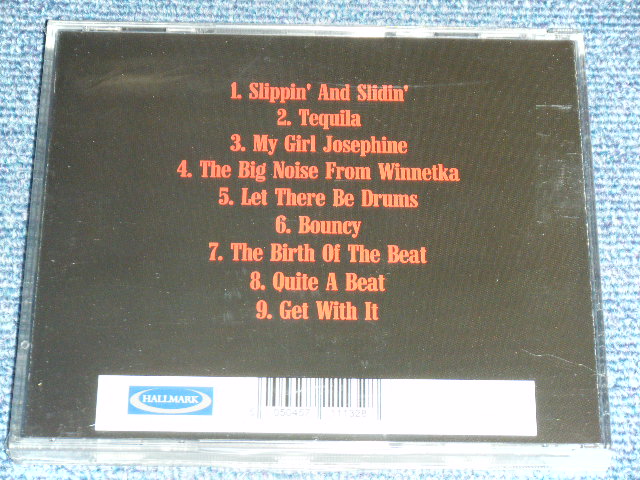 1. Slippin' And Slidin'
2. Tequila
3. My Girl Josephine
4. The Big Noise From Winnetka
5. Let There Be Drums
6. Bouncy
7. The Birth Of The Beat
8. Quite A Beat
9. Get With It
HALLMARK